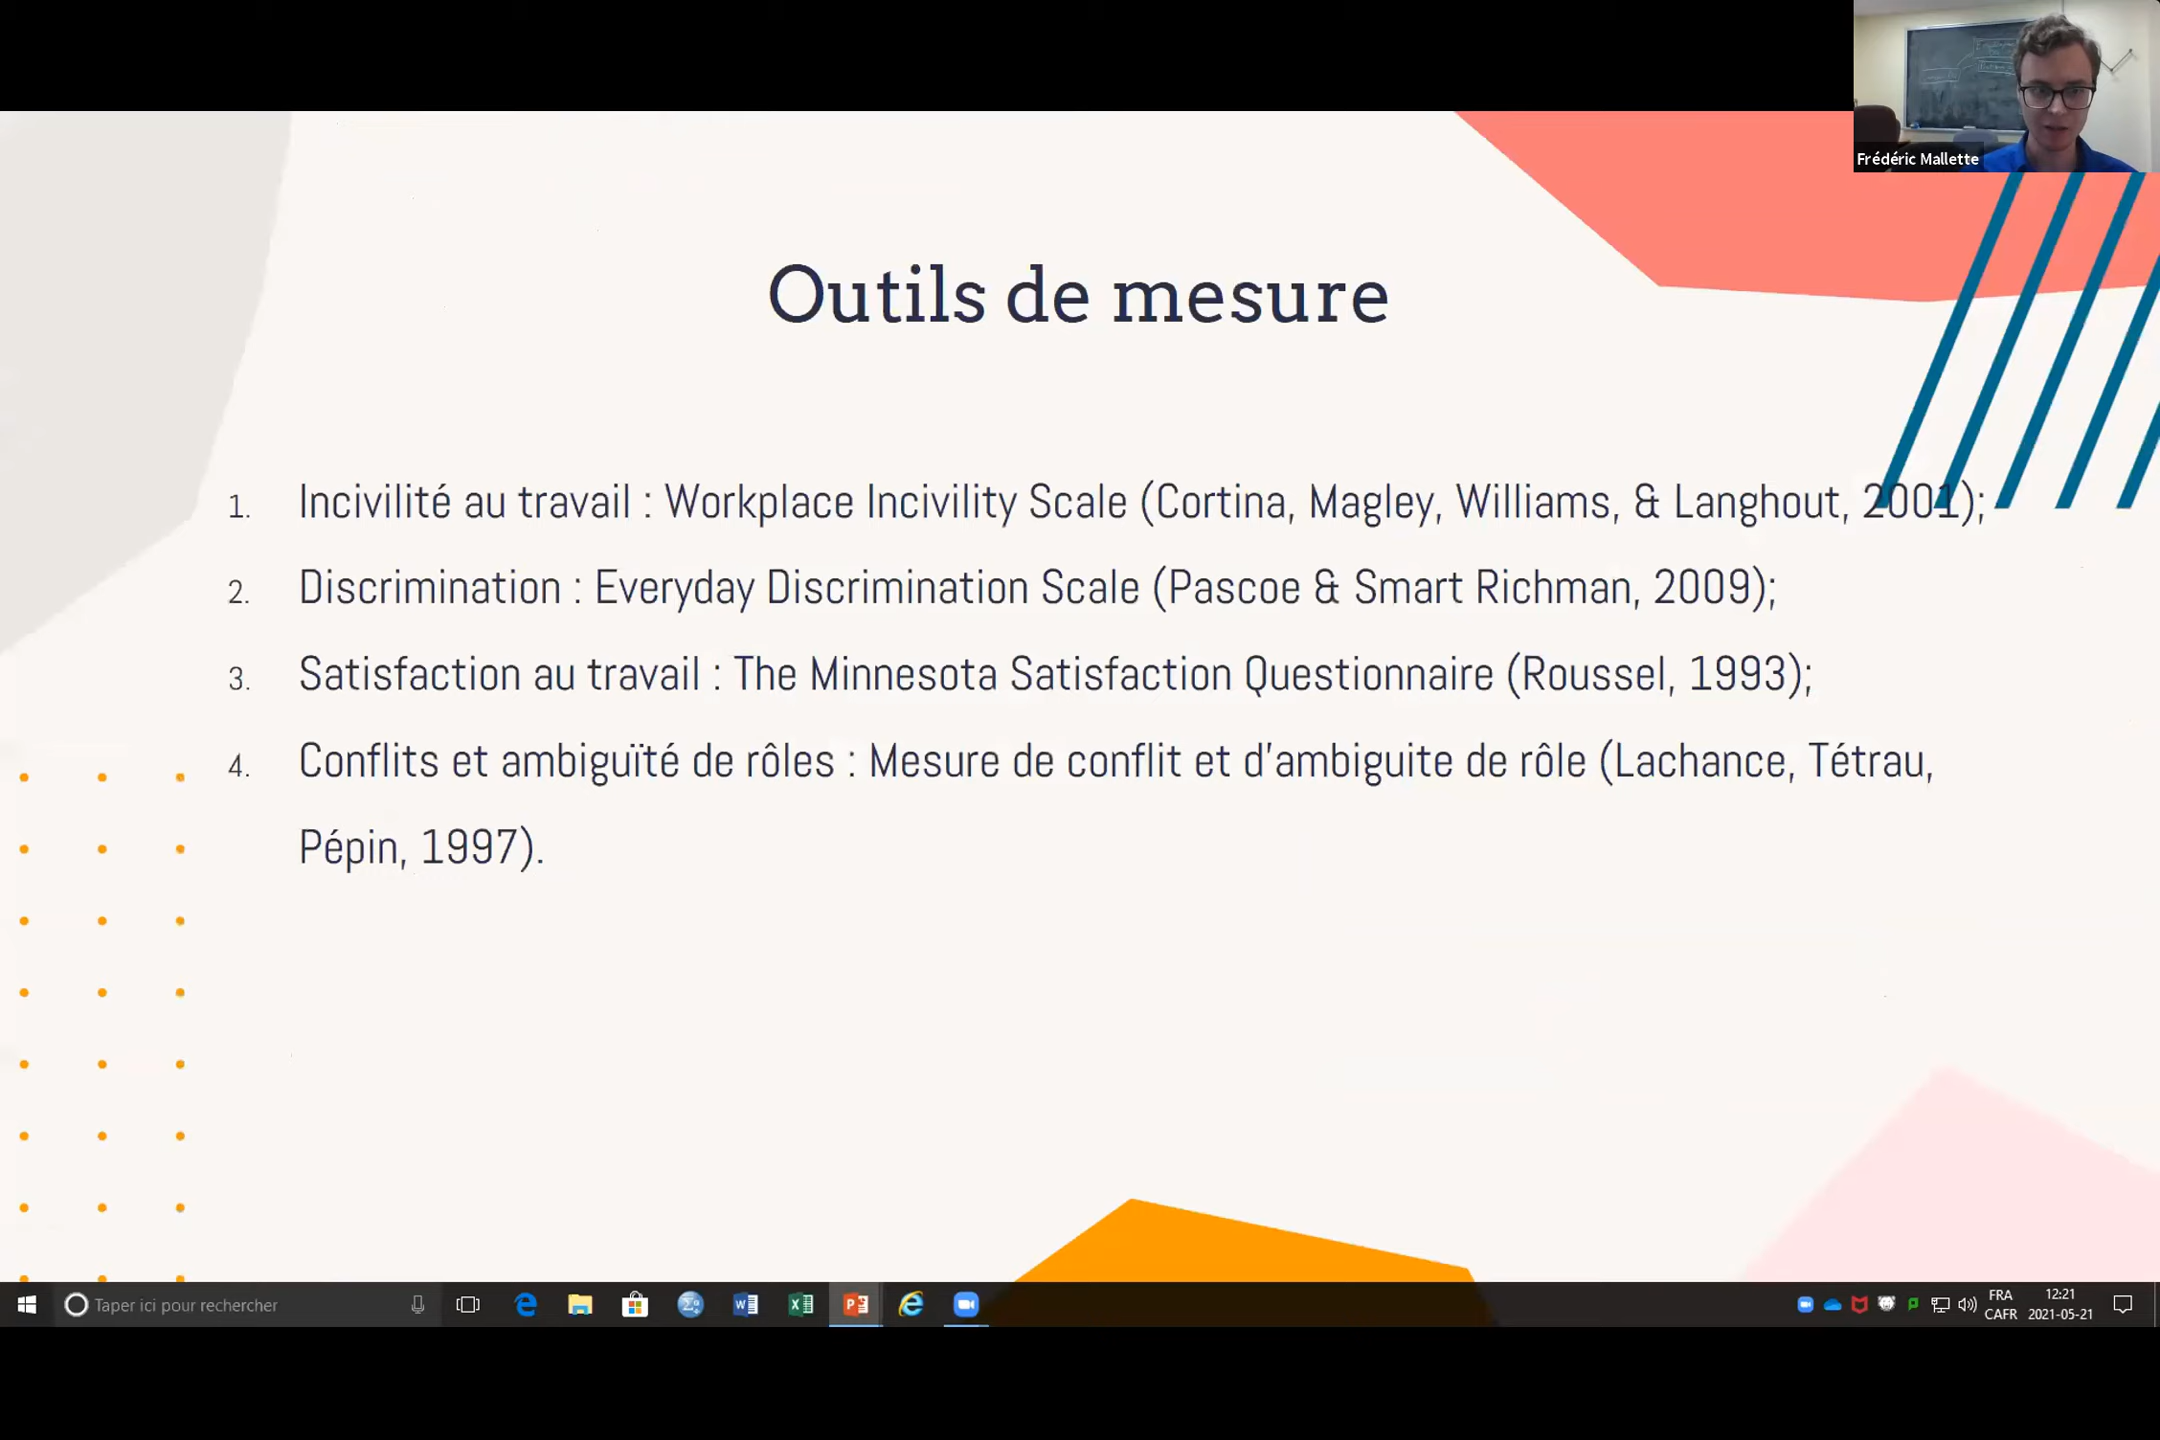 Frédéric Mallette
Outils de mesure
1. Incivilité au travail : Workplace Incivility Scale (Cortina, Magley, Williams, & Langhout, 2001);
2. Discrimination : Everyday Discrimination Scale (Pascoe & Smart Richman, 2009);
3. Satisfaction au travail : The Minnesota Satisfaction Questionnaire (Roussel, 1993);
4. Conflits et ambiguïté de rôles : Mesure de conflit et d'ambiguite de rôle (Lachance, Tétrau,
Pépin, 1997).
Taper ici pour rechercher
FRA
CAFR
12:21
2021-05-21